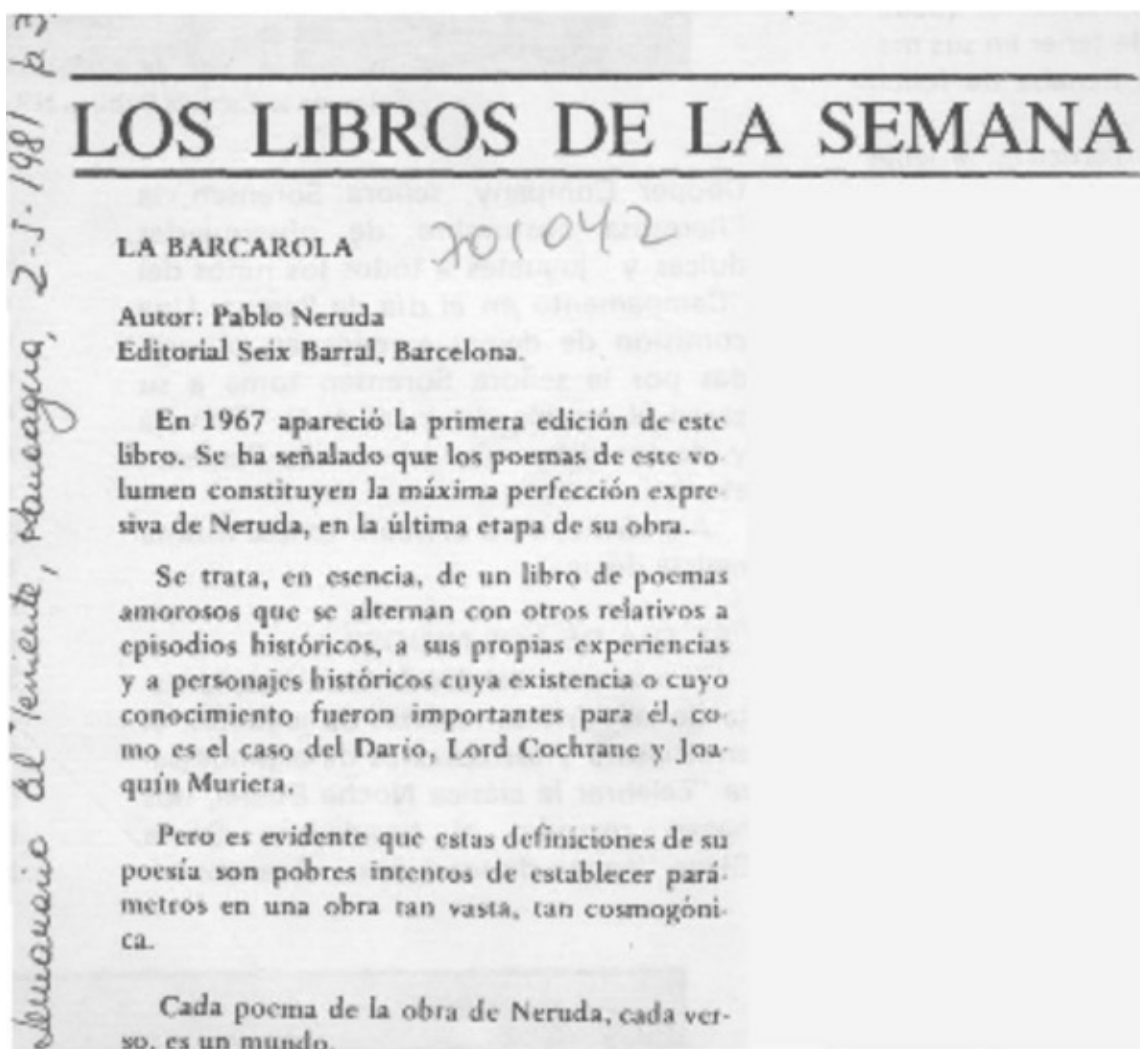 LOS LIBROS DE LA SEMANA
701042
LA BARCAROLA
Autor: Pablo Neruda
Editorial Seix Barral, Barcelona.
En 1967 apareció la primera edición de este
libro. Se ha señalado que los poemas de este vo
lumen constituyen la máxima perfección expre-
siva de Neruda, en la última etapa de su obra.
Se trata, en esencia, de un libro de poemas
amorosos que se alternan con otros relativos a
episodios históricos, a sus propias experiencias
y a personajes históricos cuya existencia o cuyo
conocimiento fueron importantes para él, co-
mo es el caso del Darío, Lord Cochrane y Joa-
quín Murieta.
Pero es evidente que estas definiciones de su
poesía son pobres intentos de establecer pará-
metros en una obra tan vasta, tan cosmogóni-
ca.
Cada poema de la obra de Neruda, cada ver-
so, es un mundo.
Semanario El Teniente, Rancagua, 2-5-1981 p. 3